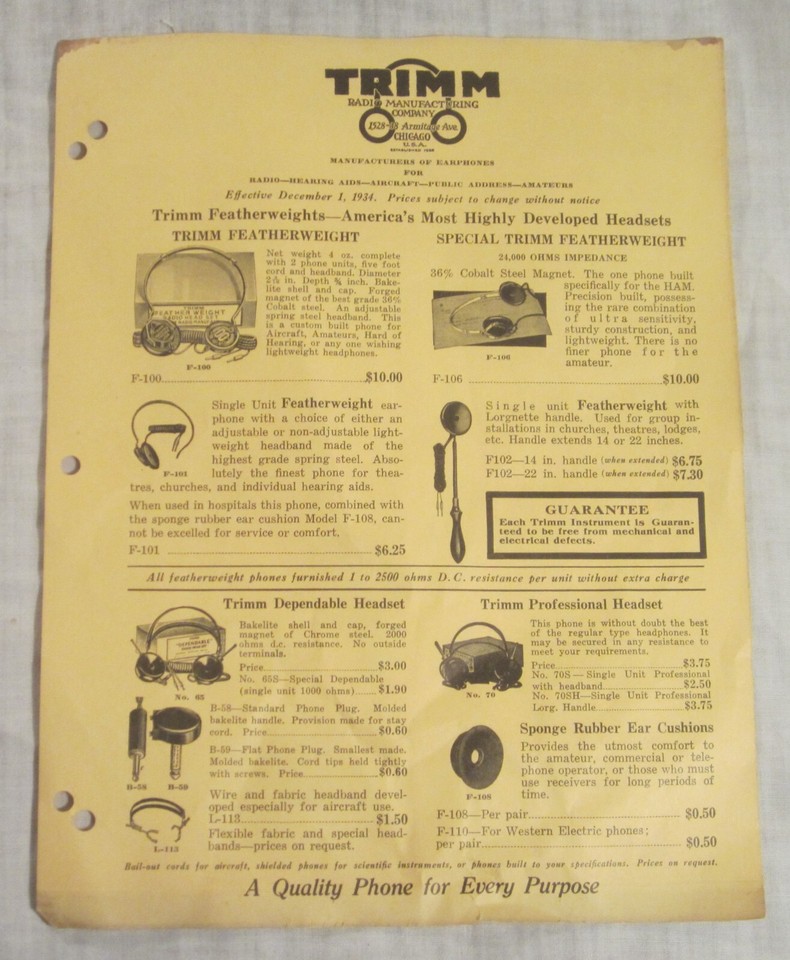 TRIMM
RADIO MANUFACTURING
COMPANY
1528-38 Armitage Ave.
CHICAGO
U.S.A.
MANUFACTURERS OF EARPHONES
FOR
RADIO—HEARING AIDS—AIRCRAFT—PUBLIC ADDRESS—AMATEURS
Effective December 1, 1934. Prices subject to change without notice
Trimm Featherweights—America's Most Highly Developed Headsets
TRIMM FEATHERWEIGHT
Net weight 4 oz. complete
with 2 phone units, five foot
cord and headband. Diameter
in. Depth ¾ inch. Bake-
lite shell and cap. Forged
magnet of the best grade 36%
Cobalt steel. An adjustable
spring steel headband. This
is a custom built phone for
Aircraft, Amateurs, Hard of
Hearing, or any one wishing
lightweight headphones.
TRIMM
FEATHER WEIGHT
F-100
F-100 $10.00
F-101
Single Unit Featherweight ear-
phone with a choice of either an
adjustable or non-adjustable light-
weight headband made of the
highest grade spring steel. Abso-
lutely the finest phone for thea-
tres, churches, and individual hearing aids.
When used in hospitals this phone, combined with
the sponge rubber ear cushion Model F-108, can-
not be excelled for service or comfort.
F-101 $6.25
SPECIAL TRIMM FEATHERWEIGHT
24,000 OHMS IMPEDANCE
36% Cobalt Steel Magnet. The one phone built
specifically for the HAM.
Precision built, possess-
ing the rare combination
of ultra sensitivity,
sturdy construction, and
lightweight. There is no
finer phone for the
amateur.
F-106
F-106 $10.00
Single unit Featherweight with
Lorgnette handle. Used for group in-
stallations in churches, theatres, lodges,
etc. Handle extends 14 or 22 inches.
F102—14 in. handle (when extended) $6.75
F102—22 in. handle (when extended) $7.30
GUARANTEE
Each Trimm Instrument is Guaran-
teed to be free from mechanical and
electrical defects.
All featherweight phones furnished 1 to 2500 ohms D.C. resistance per unit without extra charge
Trimm Dependable Headset
Bakelite shell and cap, forged
magnet of Chrome steel. 2000
ohms d.c. resistance. No outside
terminals.
Price $3.00
No. 65S—Special Dependable
(single unit 1000 ohms) $1.90
No. 65
B-58—Standard Phone Plug. Molded
bakelite handle. Provision made for stay
cord. Price $0.60
B-59—Flat Phone Plug. Smallest made.
Molded bakelite. Cord tips held tightly
with screws. Price $0.60
B-58 B-59
Wire and fabric headband devel-
oped especially for aircraft use.
L-113 $1.50
Flexible fabric and special head-
bands—prices on request.
L-113
Trimm Professional Headset
This phone is without doubt the best
of the regular type headphones. It
may be secured in any resistance to
meet your requirements.
Price $3.75
No. 70S—Single Unit Professional
with headband $2.50
No. 70SH—Single Unit Professional
Lorg. Handle $3.75
No. 70
Sponge Rubber Ear Cushions
Provides the utmost comfort to
the amateur, commercial or tele-
phone operator, or those who must
use receivers for long periods of
time.
F-108
F-108—Per pair $0.50
F-110—For Western Electric phones;
per pair $0.50
Bail-out cords for aircraft, shielded phones for scientific instruments, or phones built to your specifications. Prices on request.
A Quality Phone for Every Purpose